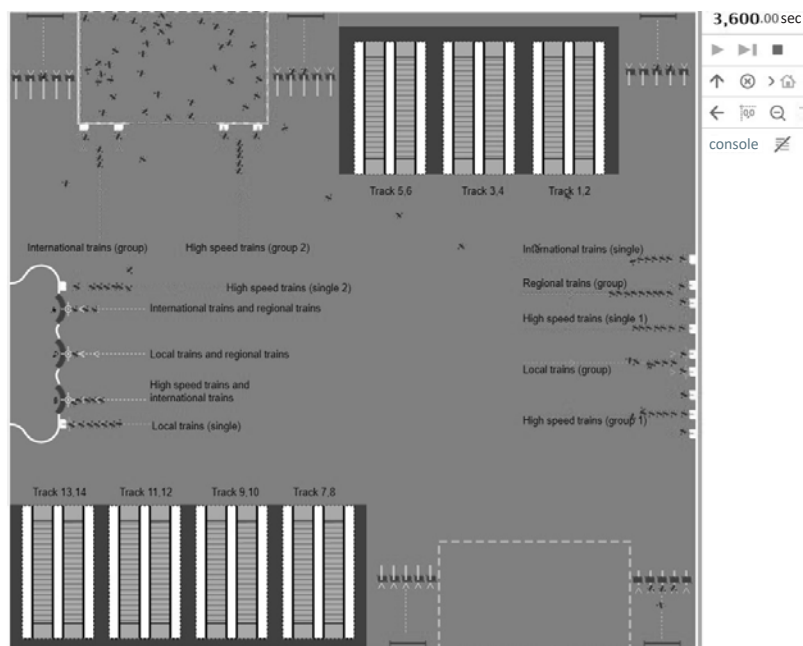 3,600.00 sec
console
Track 5,6
Track 3,4
Track 1,2
International trains (group)
High speed trains (group 2)
International trains (single)
High speed trains (single 2)
Regional trains (group)
International trains and regional trains
High speed trains (single 1)
Local trains and regional trains
Local trains (group)
High speed trains and
international trains
High speed trains (group 1)
Local trains (single)
Track 13,14
Track 11,12
Track 9,10
Track 7,8